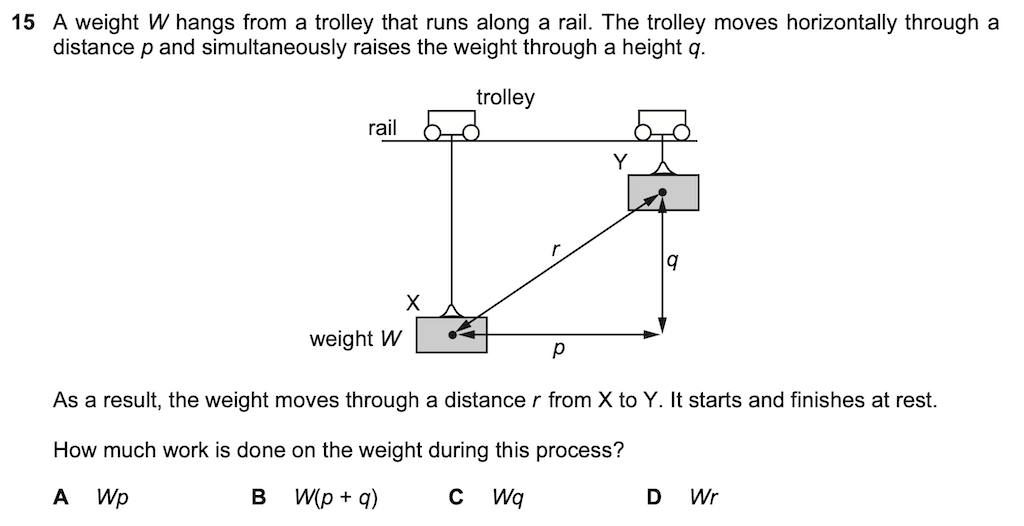 15 A weight W hangs from a trolley that runs along a rail. The trolley moves horizontally through a
distance p and simultaneously raises the weight through a height q.
trolley
rail
Y
r
q
X
weight W
p
As a result, the weight moves through a distance r from X to Y. It starts and finishes at rest.
How much work is done on the weight during this process?
A Wp B W(p + q) C Wq D Wr